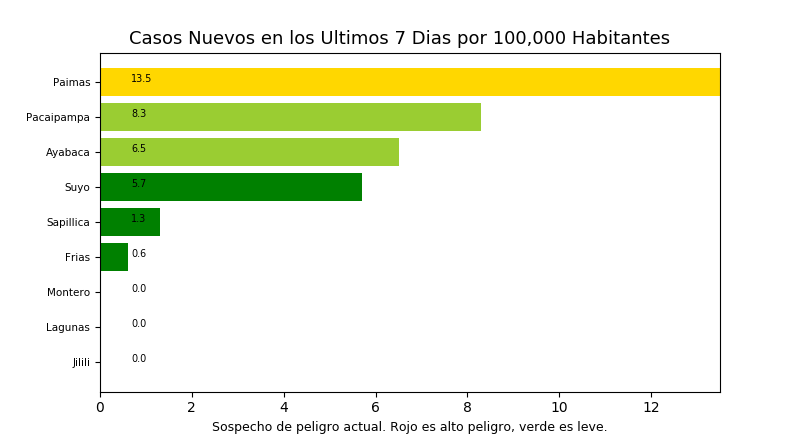 Casos Nuevos en los Ultimos 7 Dias por 100,000 Habitantes
Paimas 13.5
Pacaipampa 8.3
Ayabaca 6.5
Suyo 5.7
Sapillica 1.3
Frias 0.6
Montero 0.0
Lagunas 0.0
Jilili 0.0
0 2 4 6 8 10 12
Sospecho de peligro actual. Rojo es alto peligro, verde es leve.